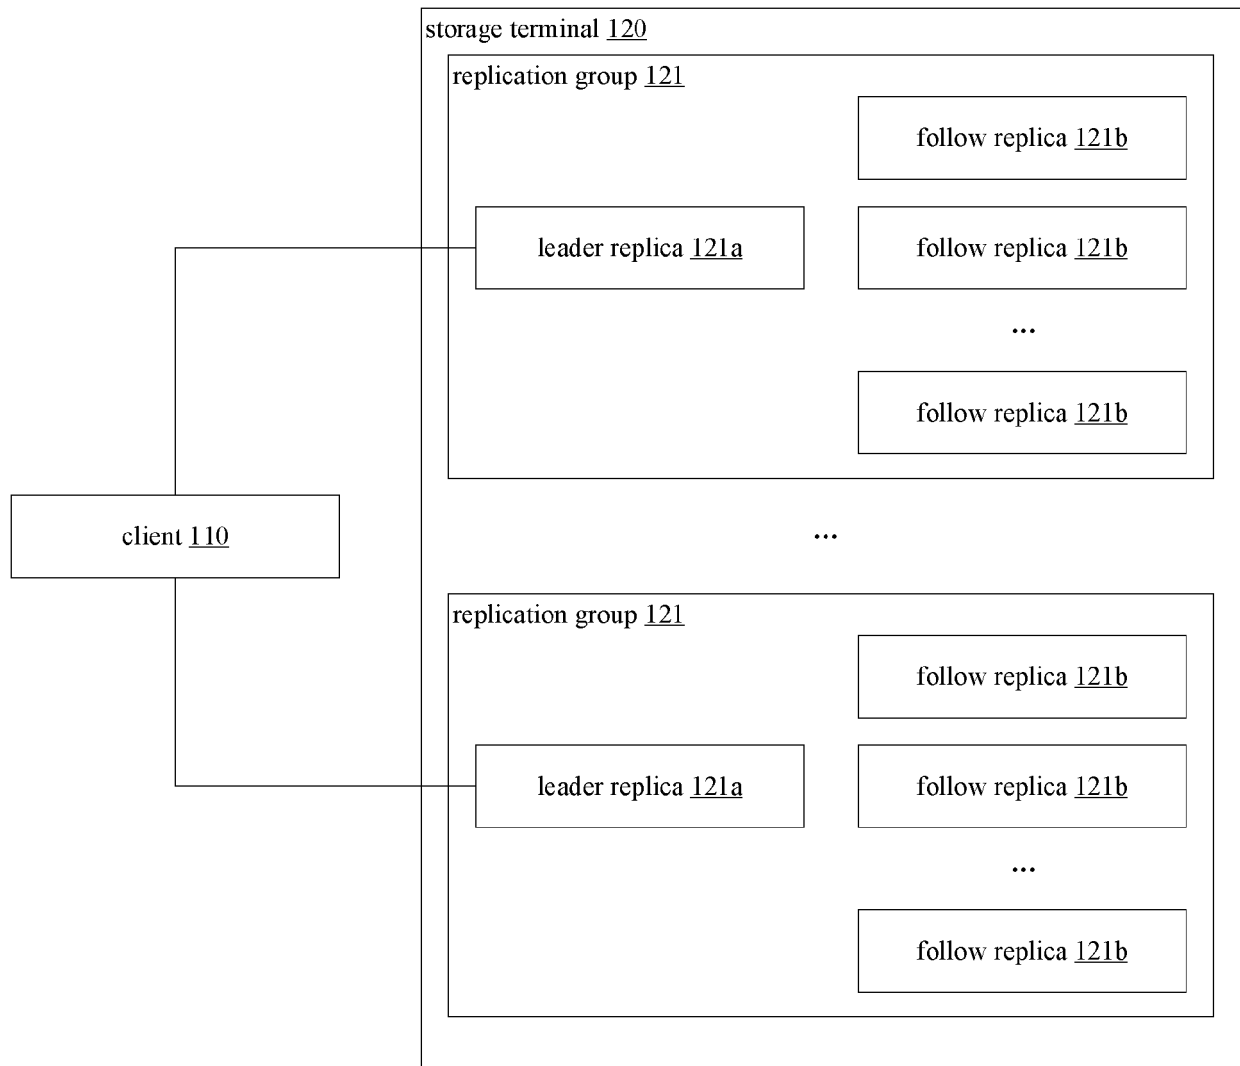 storage terminal 120
replication group 121
follow replica 121b
leader replica 121a
follow replica 121b
...
follow replica 121b
client 110
...
replication group 121
follow replica 121b
leader replica 121a
follow replica 121b
...
follow replica 121b